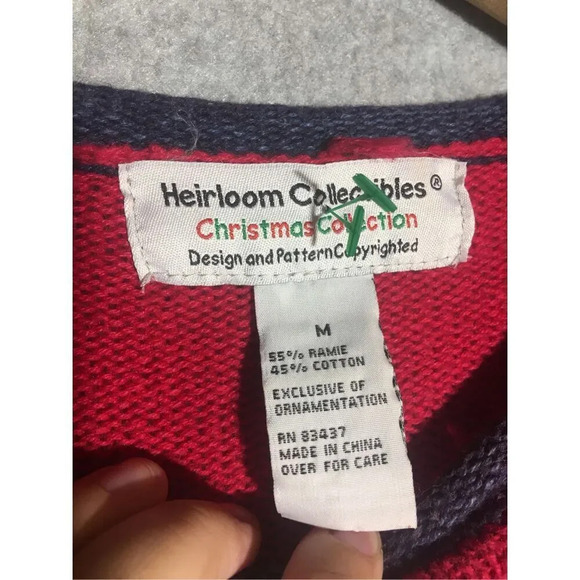 Heirloom Collectibles®
Christmas Collection
Design and Pattern Copyrighted
M
55% RAMIE
45% COTTON
EXCLUSIVE OF
ORNAMENTATION
RN 83437
MADE IN CHINA
OVER FOR CARE